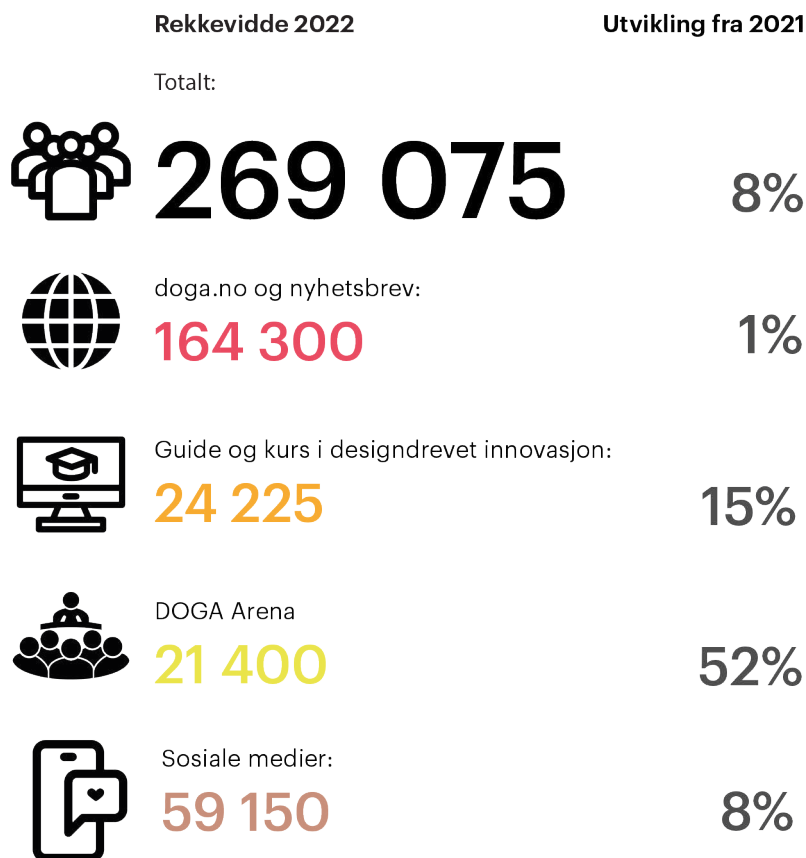 Rekkevidde 2022
Utvikling fra 2021
Totalt:
269 075
8%
doga.no og nyhetsbrev:
164 300
1%
Guide og kurs i designdrevet innovasjon:
24 225
15%
DOGA Arena
21 400
52%
Sosiale medier:
59 150
8%